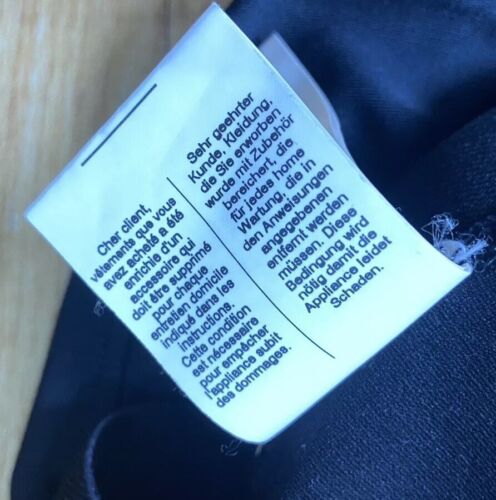 Cher client,
vêtements que vous
avez acheté a été
enrichie d'un
accessoire qui
doit être supprimé
pour chaque
entretien domicile
indiqué dans les
instructions.
Cette condition
est nécessaire
pour empêcher
l'appliance subit
des dommages.
Sehr geehrter
Kunde, Kleidung,
die Sie erworben
wurde mit Zubehör
bereichert, die
für jedes home
Wartung, die in
den Anweisungen
angegebenen
entfernt werden
müssen. Diese
Bedingung wird
nötig damit die
Appliance leidet
Schaden.